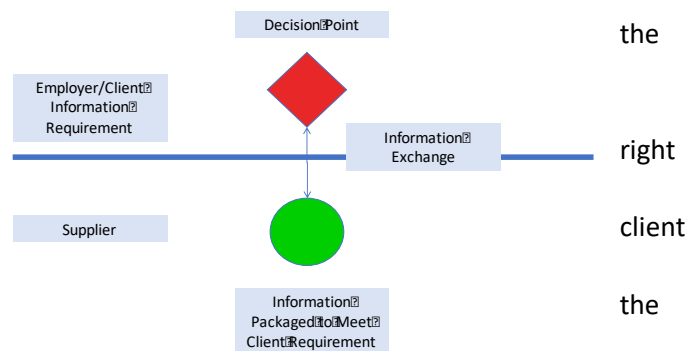 Decision Point
the
Employer/Client
Information
Requirement
Information
Exchange
right
Supplier
client
Information
Packaged to Meet
Client Requirement
the